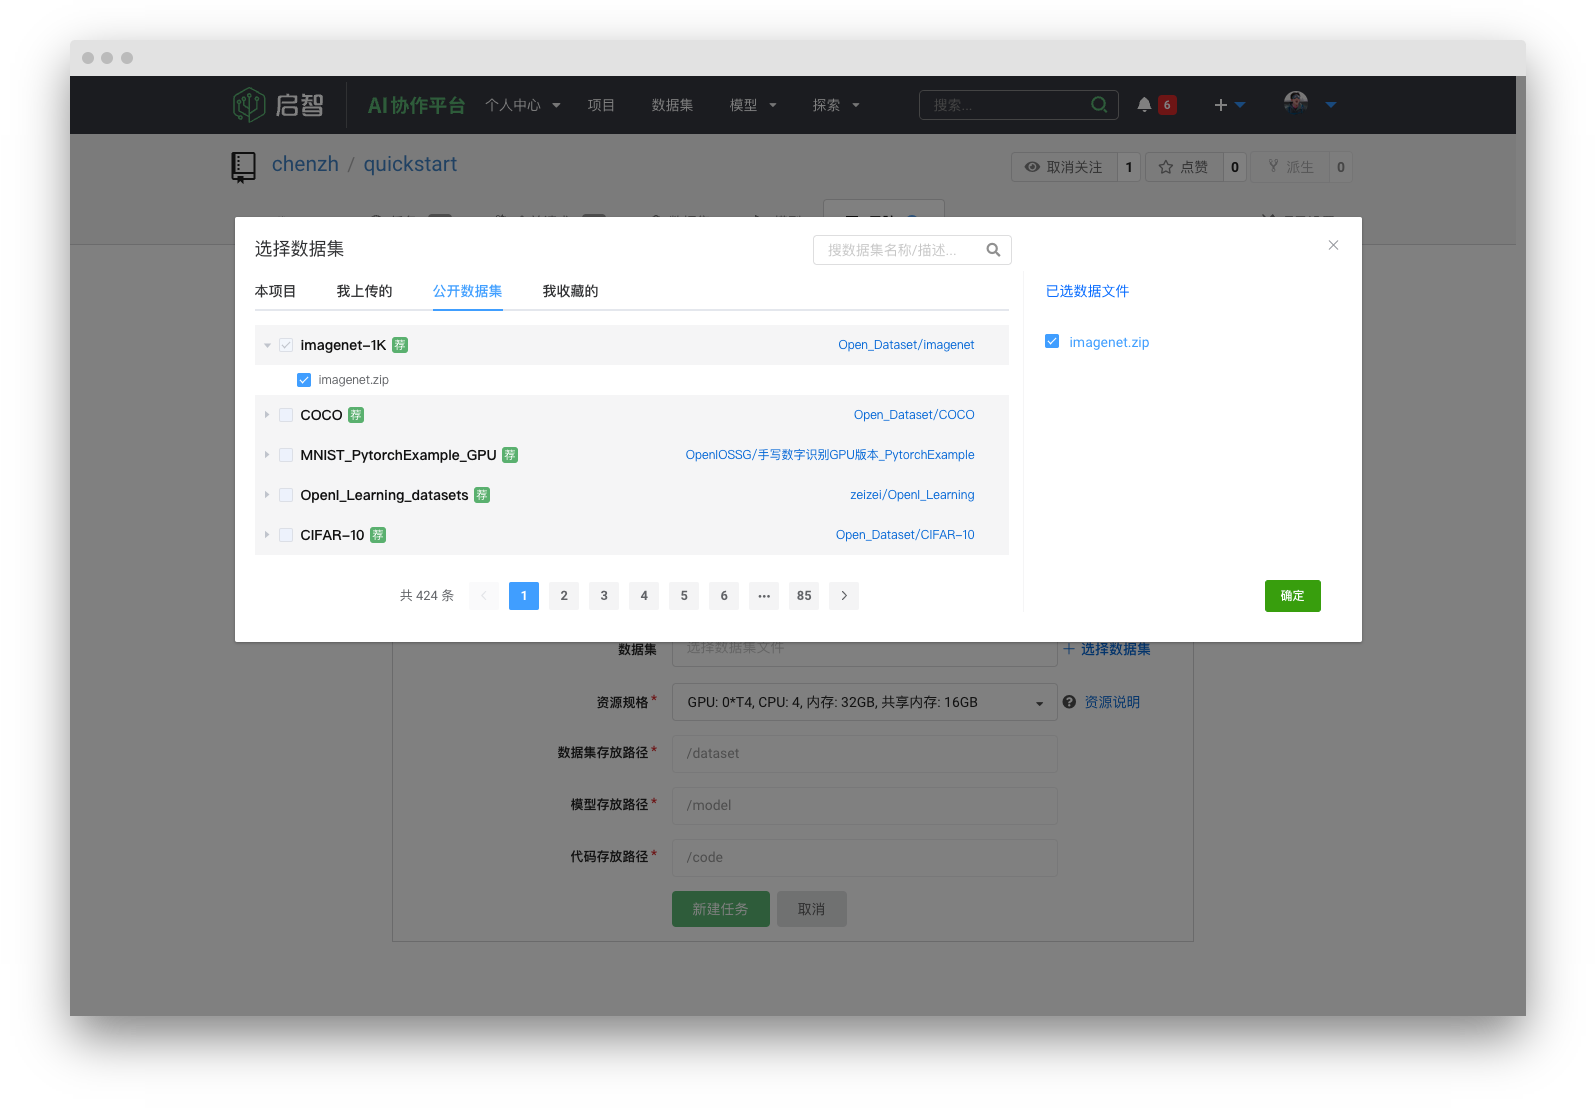 启智 AI协作平台 个人中心 项目 数据集 模型 探索 搜索... 6
chenzh / quickstart 取消关注 1 点赞 0 派生 0
选择数据集 搜数据集名称/描述...
本项目 我上传的 公开数据集 我收藏的 已选数据文件
imagenet-1K 荐 Open_Dataset/imagenet imagenet.zip
imagenet.zip
COCO 荐 Open_Dataset/COCO
MNIST_PytorchExample_GPU 荐 OpenIOSSG/手写数字识别GPU版本_PytorchExample
OpenI_Learning_datasets 荐 zeizei/OpenI_Learning
CIFAR-10 荐 Open_Dataset/CIFAR-10
共 424 条 1 2 3 4 5 6 ••• 85 确定
数据集 选择数据集文件 + 选择数据集
资源规格* GPU: 0*T4, CPU: 4, 内存: 32GB, 共享内存: 16GB 资源说明
数据集存放路径* /dataset
模型存放路径* /model
代码存放路径* /code
新建任务 取消